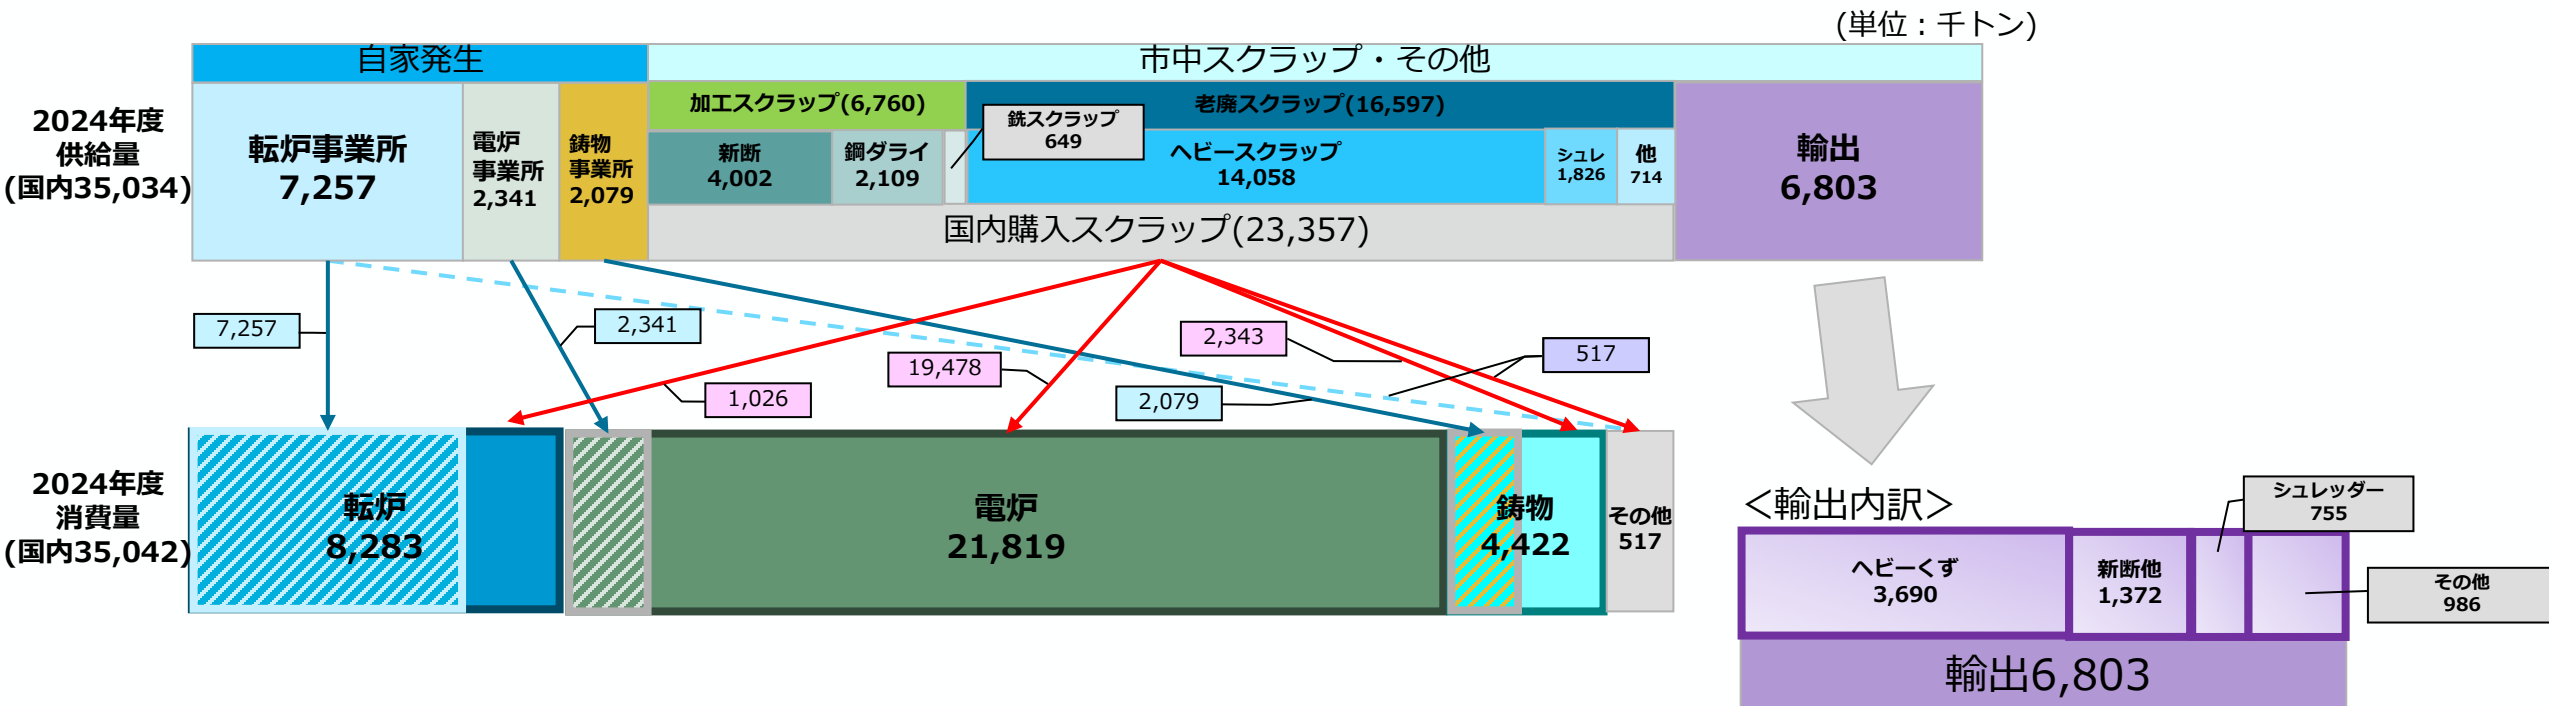 (単位：千トン)
自家発生
市中スクラップ・その他
2024年度
供給量
(国内35,034)
転炉事業所
7,257
電炉
事業所
2,341
鋳物
事業所
2,079
加工スクラップ(6,760)
新断
4,002
鋼ダライ
2,109
銑スクラップ
649
老廃スクラップ(16,597)
ヘビースクラップ
14,058
シュレ
1,826
他
714
国内購入スクラップ(23,357)
輸出
6,803
7,257
2,341
1,026
19,478
2,079
2,343
517
2024年度
消費量
(国内35,042)
転炉
8,283
電炉
21,819
鋳物
4,422
その他
517
＜輸出内訳＞
シュレッダー
755
ヘビーくず
3,690
新断他
1,372
その他
986
輸出6,803